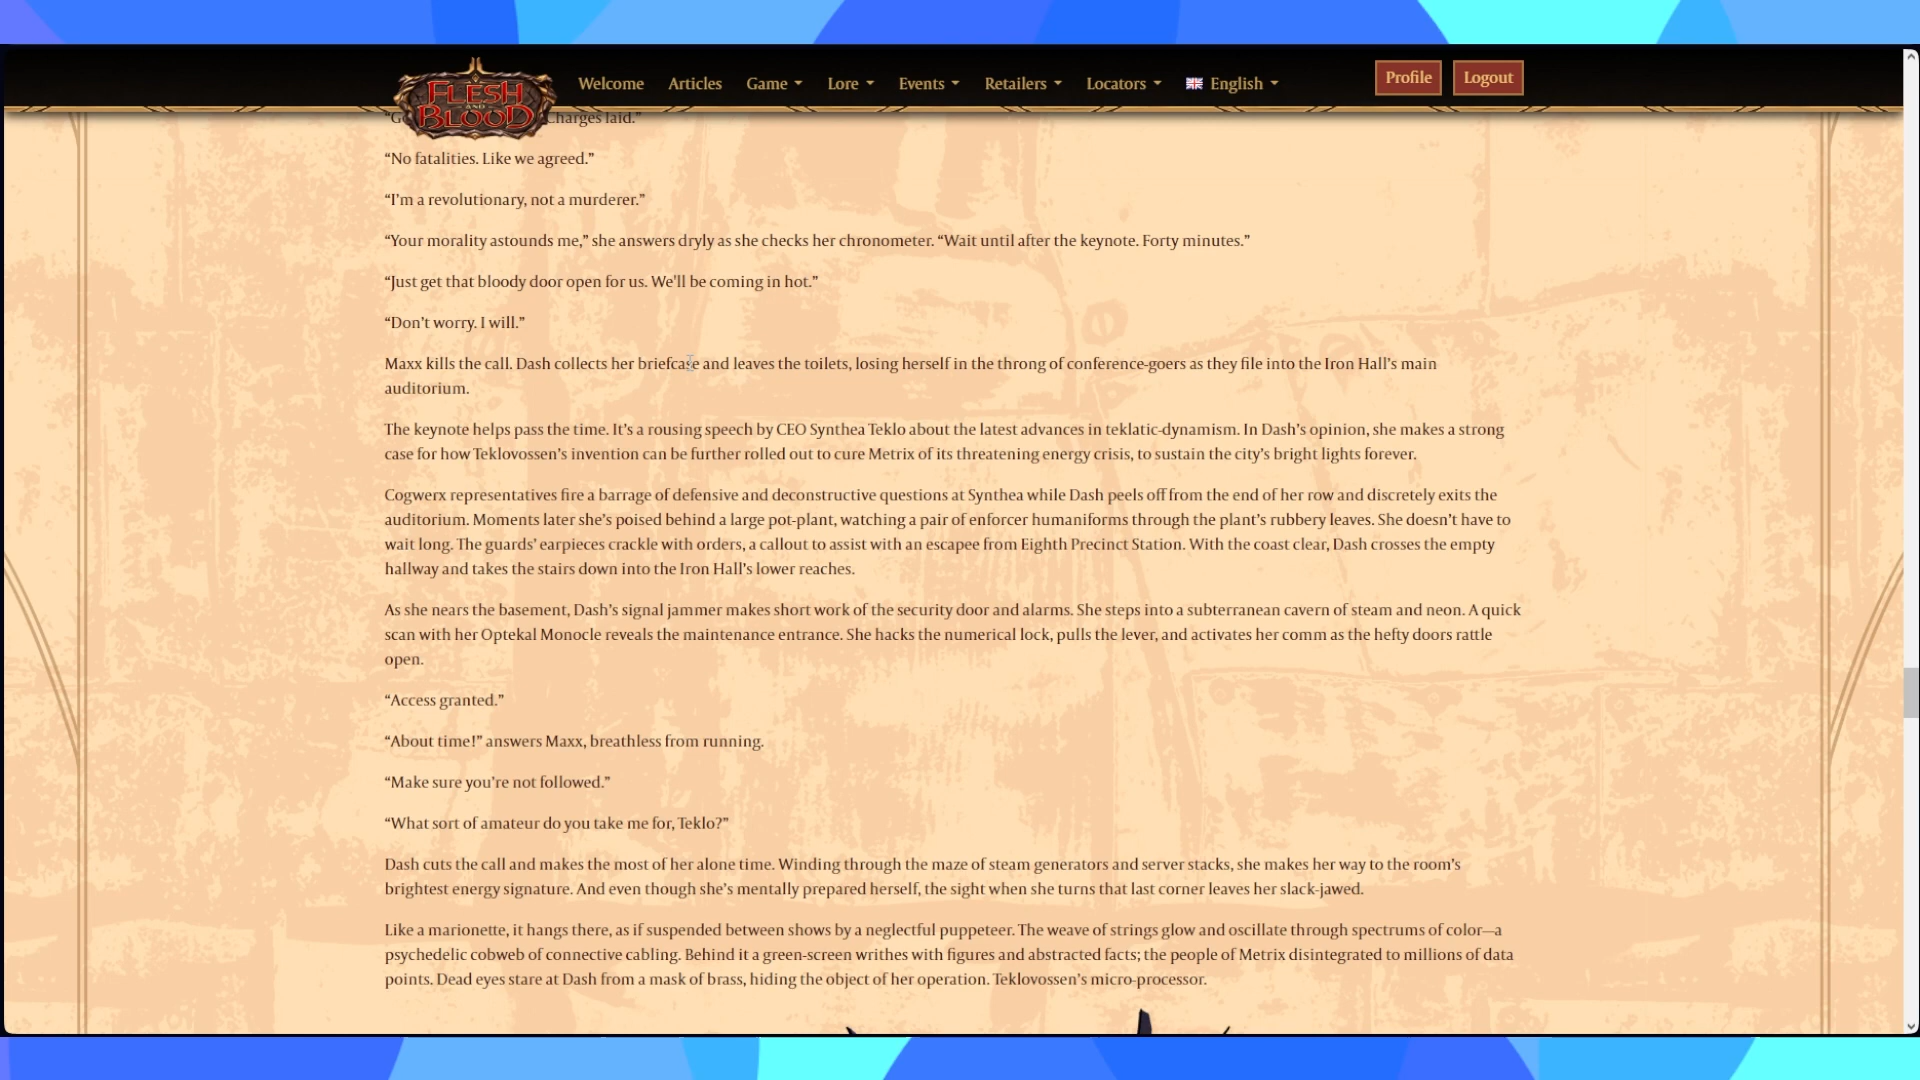 FLESH
AND
BLOOD
Welcome
Articles
Game
Lore
Events
Retailers
Locators
English
Profile
Logout
Charges laid.”
“No fatalities. Like we agreed.”
“I’m a revolutionary, not a murderer.”
“Your morality astounds me,” she answers dryly as she checks her chronometer. “Wait until after the keynote. Forty minutes.”
“Just get that bloody door open for us. We'll be coming in hot.”
“Don’t worry. I will.”
Maxx kills the call. Dash collects her briefcase and leaves the toilets, losing herself in the throng of conference-goers as they file into the Iron Hall’s main
auditorium.
The keynote helps pass the time. It’s a rousing speech by CEO Synthea Teklo about the latest advances in teklatic-dynamism. In Dash’s opinion, she makes a strong
case for how Teklovossen’s invention can be further rolled out to cure Metrix of its threatening energy crisis, to sustain the city’s bright lights forever.
Cogwerx representatives fire a barrage of defensive and deconstructive questions at Synthea while Dash peels off from the end of her row and discretely exits the
auditorium. Moments later she’s poised behind a large pot-plant, watching a pair of enforcer humaniforms through the plant’s rubbery leaves. She doesn’t have to
wait long. The guards’ earpieces crackle with orders, a callout to assist with an escapee from Eighth Precinct Station. With the coast clear, Dash crosses the empty
hallway and takes the stairs down into the Iron Hall’s lower reaches.
As she nears the basement, Dash’s signal jammer makes short work of the security door and alarms. She steps into a subterranean cavern of steam and neon. A quick
scan with her Optekal Monocle reveals the maintenance entrance. She hacks the numerical lock, pulls the lever, and activates her comm as the hefty doors rattle
open.
“Access granted.”
“About time!” answers Maxx, breathless from running.
“Make sure you’re not followed.”
“What sort of amateur do you take me for, Teklo?”
Dash cuts the call and makes the most of her alone time. Winding through the maze of steam generators and server stacks, she makes her way to the room’s
brightest energy signature. And even though she’s mentally prepared herself, the sight when she turns that last corner leaves her slack-jawed.
Like a marionette, it hangs there, as if suspended between shows by a neglectful puppeteer. The weave of strings glow and oscillate through spectrums of color—a
psychedelic cobweb of connective cabling. Behind it a green-screen writhes with figures and abstracted facts; the people of Metrix disintegrated to millions of data
points. Dead eyes stare at Dash from a mask of brass, hiding the object of her operation. Teklovossen’s micro-processor.